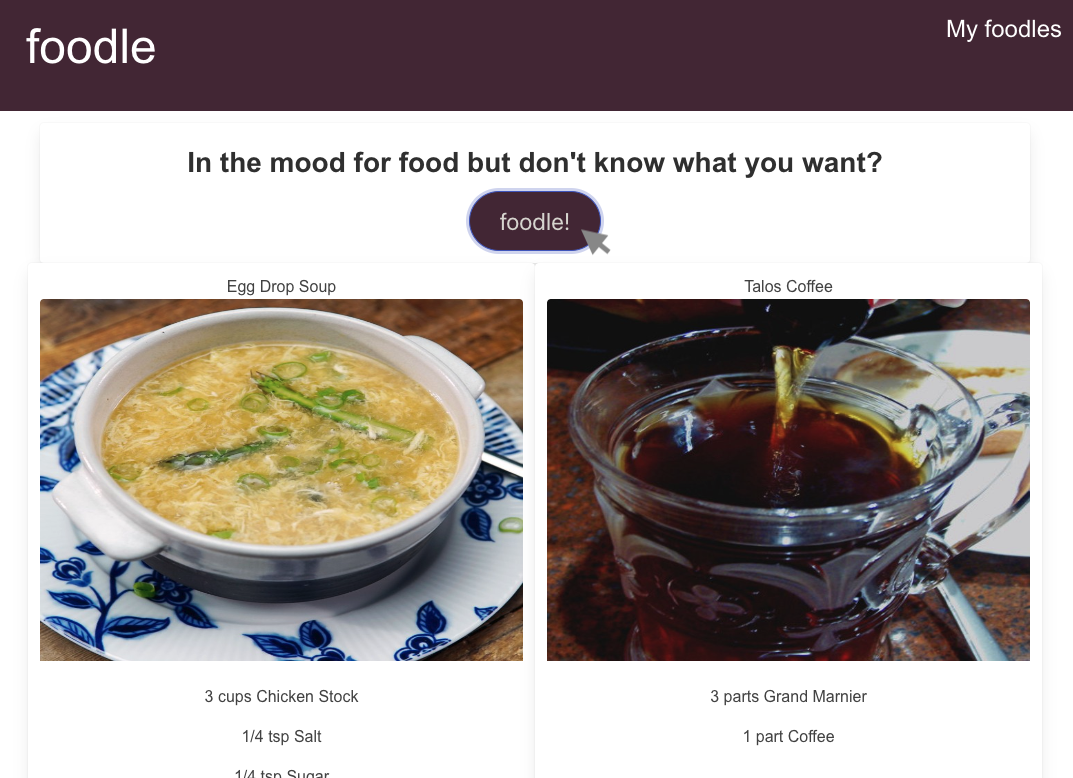 foodle
My foodles
In the mood for food but don't know what you want?
foodle!
Egg Drop Soup
3 cups Chicken Stock
1/4 tsp Salt
1/4 tsp Sugar
Talos Coffee
3 parts Grand Marnier
1 part Coffee